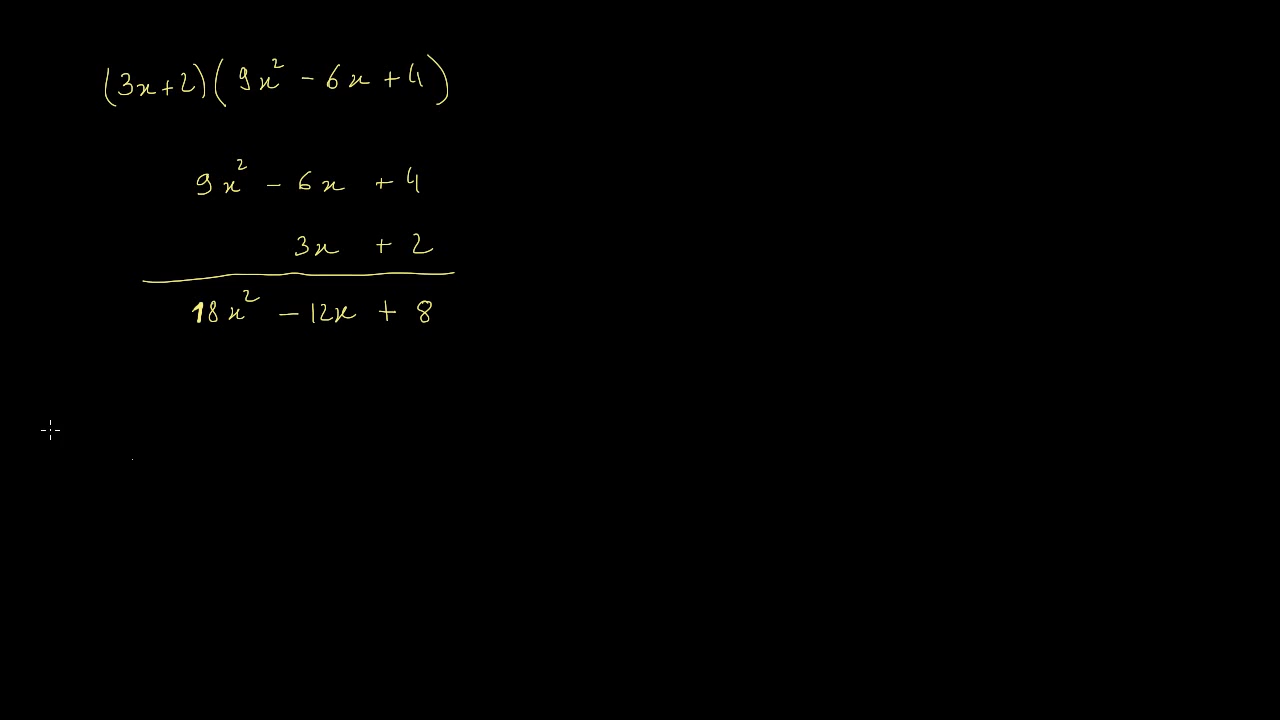 (3x+2)(9x² - 6x + 4)
9x² - 6x + 4
3x + 2
18x² - 12x + 8